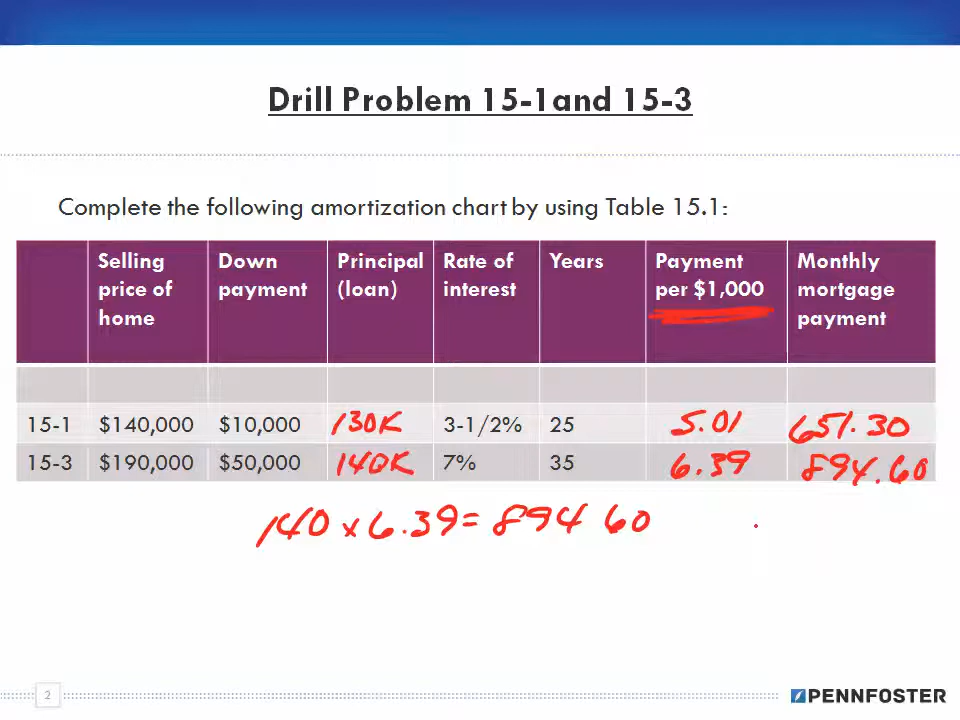 Drill Problem 15-1and 15-3
Complete the following amortization chart by using Table 15.1:
Selling price of home Down payment Principal (loan) Rate of interest Years Payment per $1,000 Monthly mortgage payment
15-1 $140,000 $10,000 130K 3-1/2% 25 5.01 651.30
15-3 $190,000 $50,000 140K 7% 35 6.39 894.60
140 x 6.39 = 894 60
2
PENNFOSTER